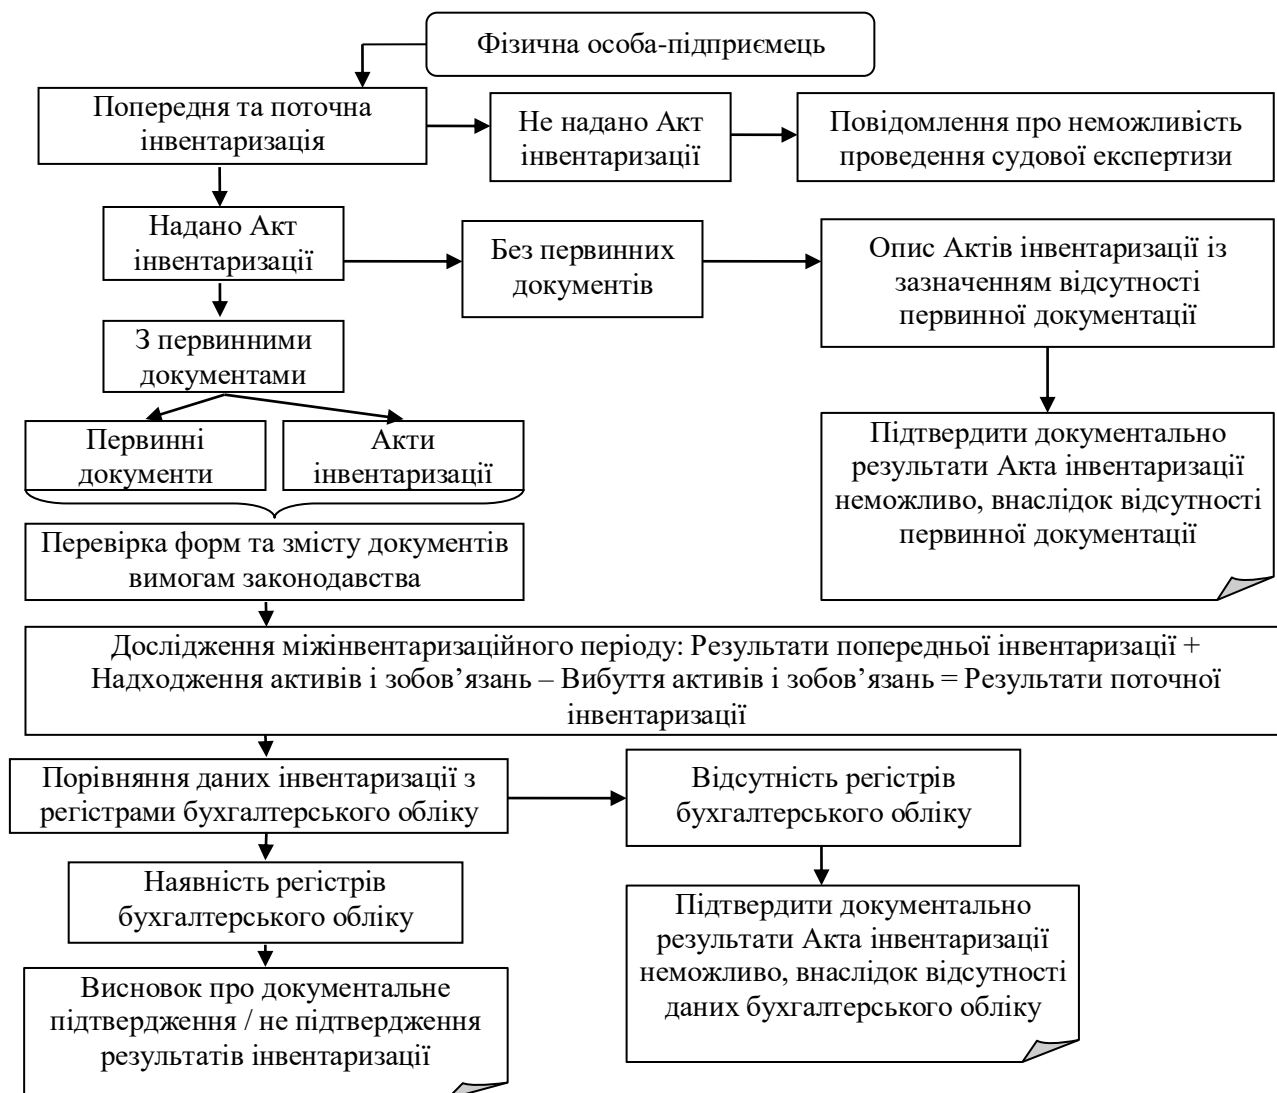 Фізична особа-підприємець
Попередня та поточна
інвентаризація
Не надано Акт
інвентаризації
Повідомлення про неможливість
проведення судової експертизи
Надано Акт
інвентаризації
Без первинних
документів
Опис Актів інвентаризації із
зазначенням відсутності
первинної документації
З первинними
документами
Первинні
документи
Акти
інвентаризації
Підтвердити документально
результати Акта інвентаризації
неможливо, внаслідок відсутності
первинної документації
Перевірка форм та змісту документів
вимогам законодавства
Дослідження міжінвентаризаційного періоду: Результати попередньої інвентаризації +
Надходження активів і зобов’язань – Вибуття активів і зобов’язань = Результати поточної
інвентаризації
Порівняння даних інвентаризації з
регістрами бухгалтерського обліку
Відсутність регістрів
бухгалтерського обліку
Наявність регістрів
бухгалтерського обліку
Підтвердити документально
результати Акта інвентаризації
неможливо, внаслідок відсутності
даних бухгалтерського обліку
Висновок про документальне
підтвердження / не підтвердження
результатів інвентаризації